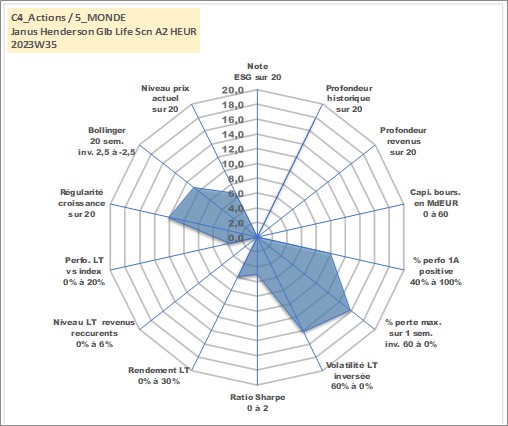 C4_Actions / 5_MONDE
Janus Henderson Glb Life Scn A2 HEUR
2023W35
Note
ESG sur 20
Profondeur
historique
sur 20
Profondeur
revenus
sur 20
Capi. bours.
en MdEUR
0 à 60
% perfo 1A
positive
40% à 100%
% perte max.
sur 1 sem.
inv. 60 à 0%
Volatilité LT
inversée
60% à 0%
Ratio Sharpe
0 à 2
Rendement LT
0% à 30%
Niveau LT revenus
reccurents
0% à 6%
Perfo. LT
vs index
0% à 20%
Régularité
croissance
sur 20
Bollinger
20 sem.
inv. 2,5 à -2,5
Niveau prix
actuel
sur 20
20,0
18,0
16,0
14,0
12,0
10,0
8,0
6,0
4,0
2,0
0,0